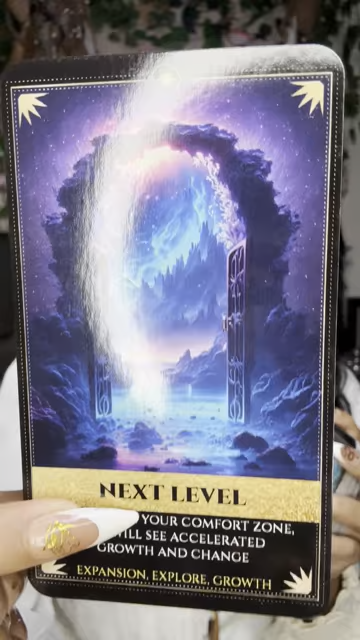 NEXT LEVEL
YOUR COMFORT ZONE,
WILL SEE ACCELERATED
GROWTH AND CHANGE
EXPANSION, EXPLORE, GROWTH